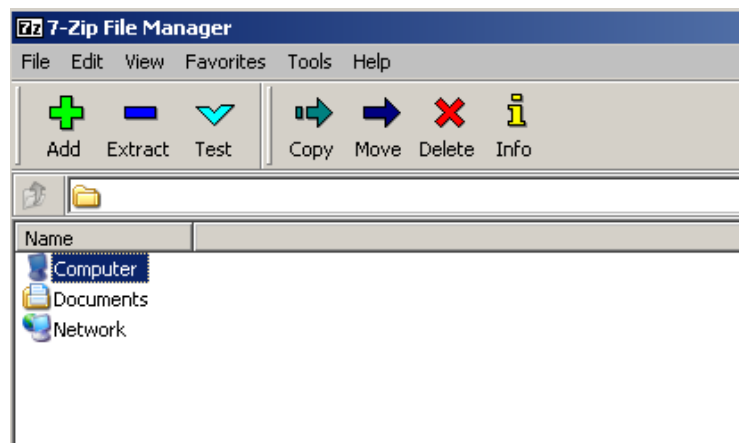 7z 7-Zip File Manager
File Edit View Favorites Tools Help
Add Extract Test Copy Move Delete Info
Name
Computer
Documents
Network